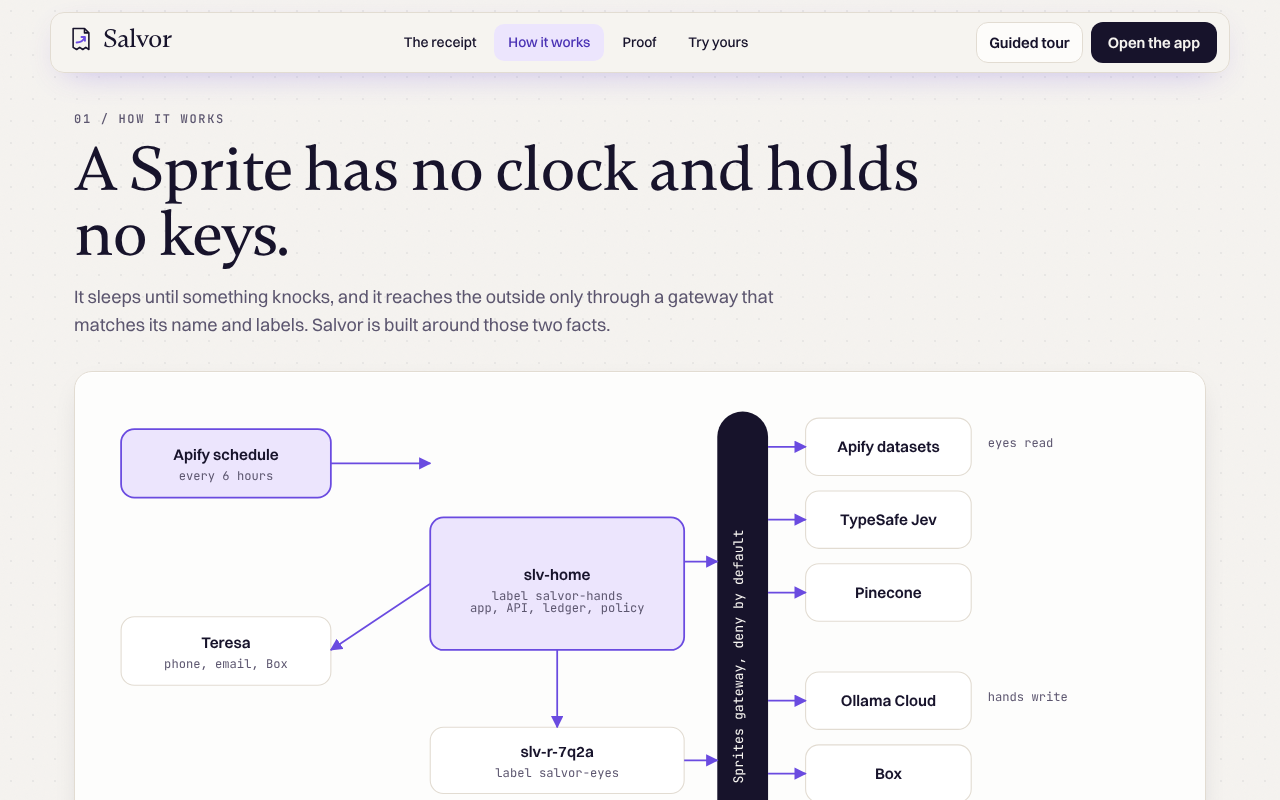 Salvor
The receipt
How it works
Proof
Try yours
Guided tour
Open the app
01 / HOW IT WORKS
A Sprite has no clock and holds
no keys.
It sleeps until something knocks, and it reaches the outside only through a gateway that
matches its name and labels. Salvor is built around those two facts.
Apify schedule
every 6 hours
Teresa
phone, email, Box
slv-home
label salvor-hands
app, API, ledger, policy
slv-r-7q2a
label salvor-eyes
Sprites gateway, deny by default
Apify datasets
eyes read
TypeSafe Jev
Pinecone
Ollama Cloud
hands write
Box